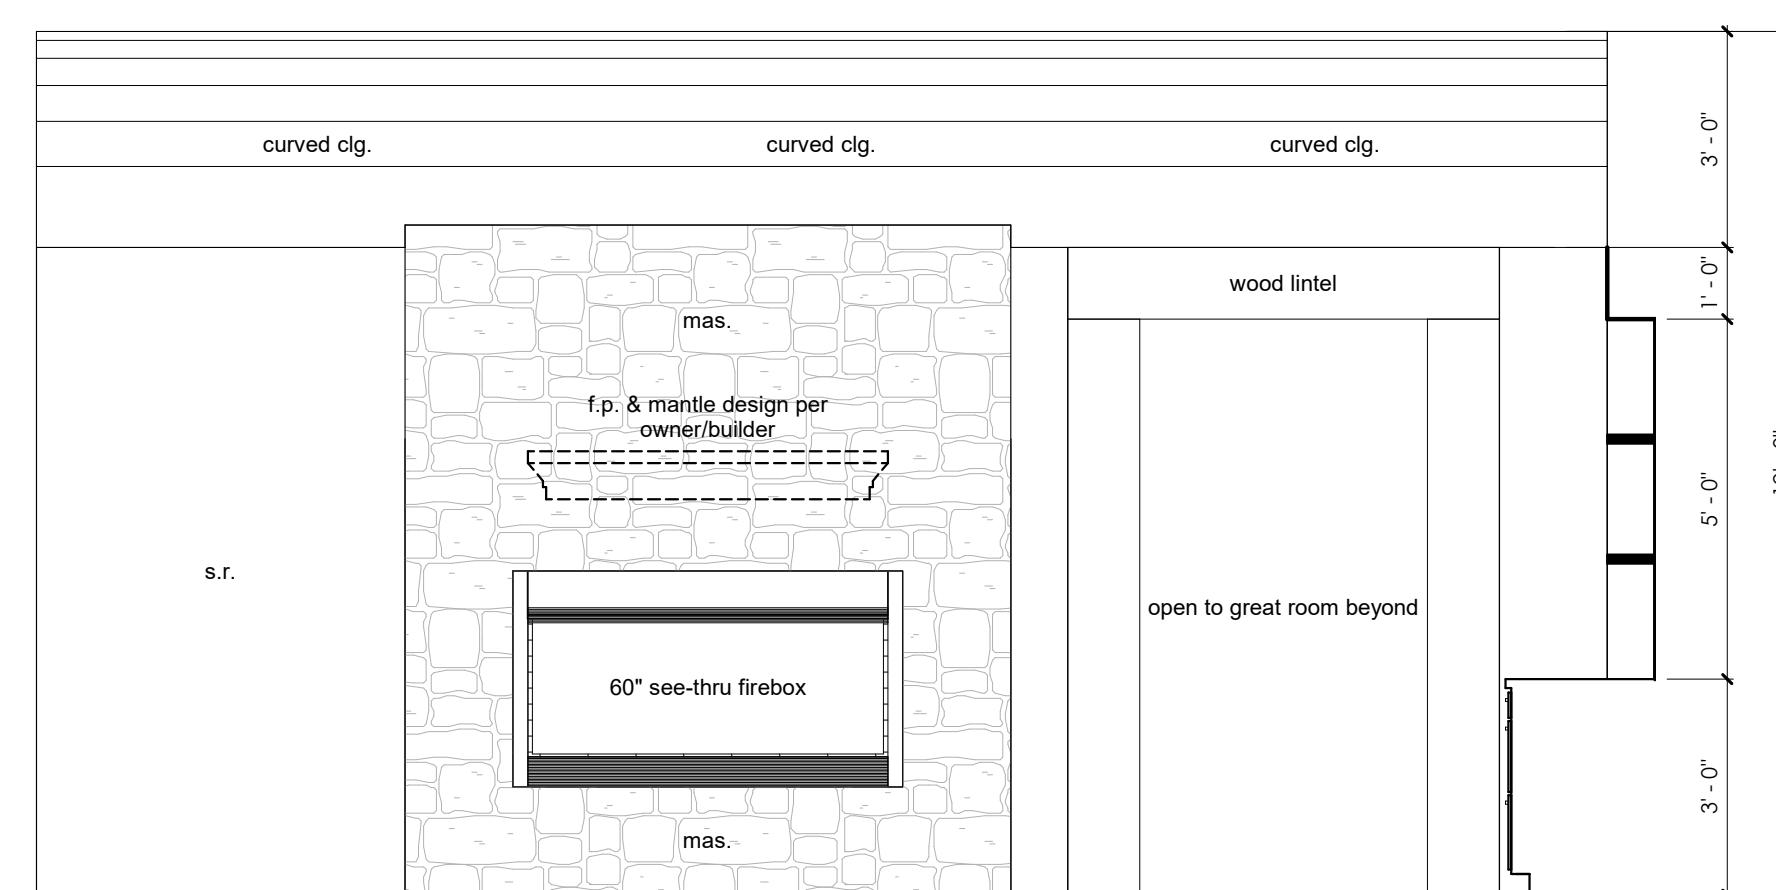 curved clg.
curved clg.
curved clg.
3' - 0"
1' - 0"
wood lintel
mas.
f.p. & mantle design per
owner/builder
5' - 0"
s.r.
open to great room beyond
60" see-thru firebox
3' - 0"
mas.